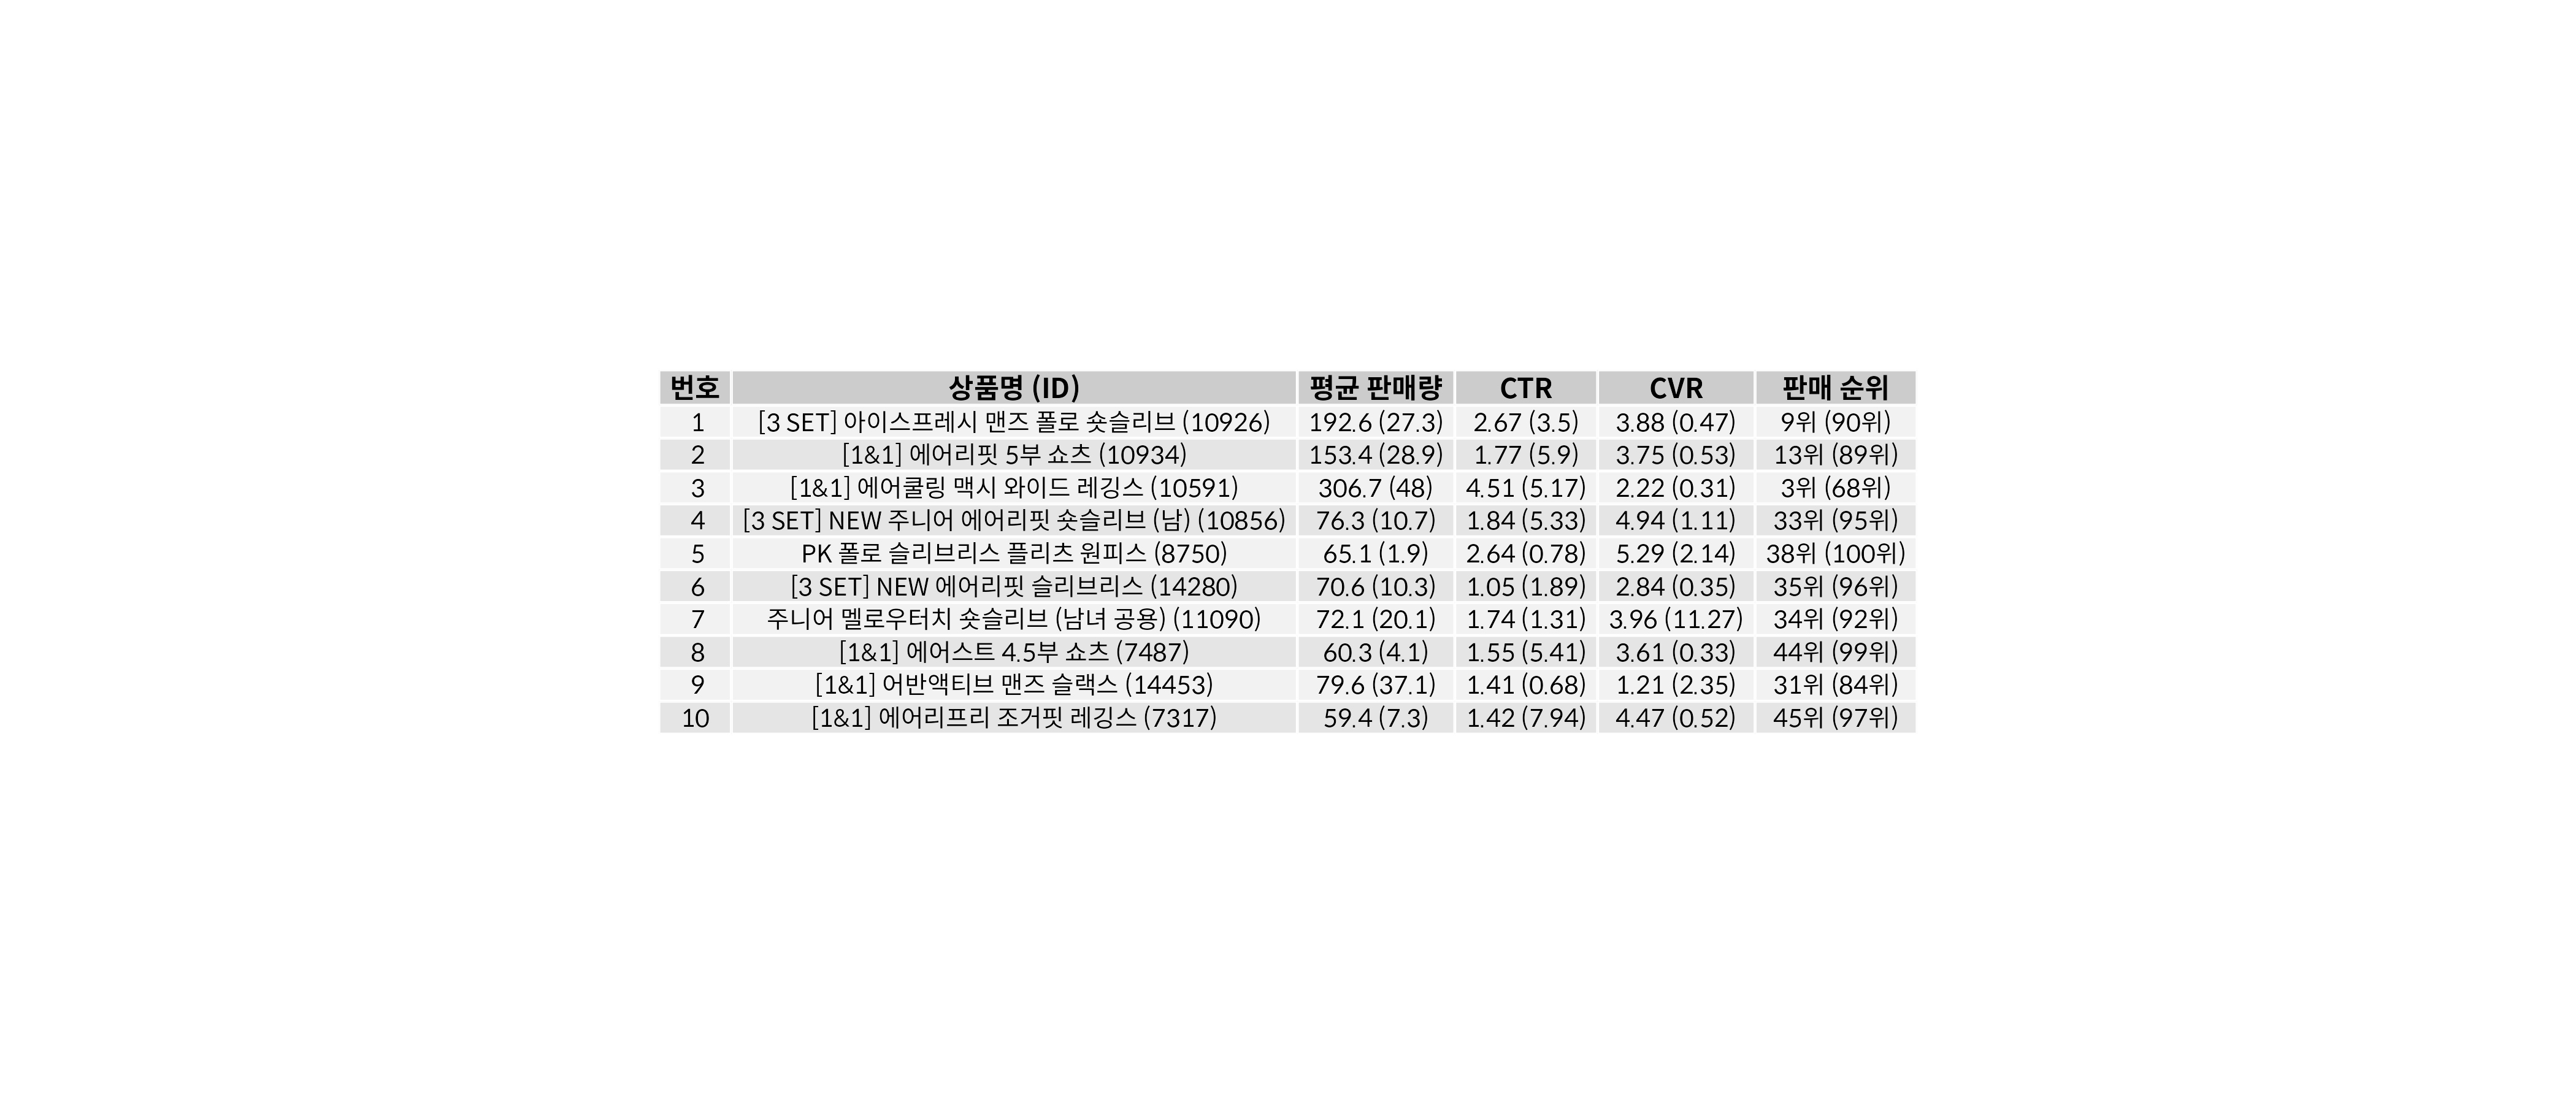 번호 상품명 (ID) 평균 판매량 CTR CVR 판매 순위
1 [3 SET] 아이스프레시 맨즈 폴로 숏슬리브 (10926) 192.6 (27.3) 2.67 (3.5) 3.88 (0.47) 9위 (90위)
2 [1&1] 에어리핏 5부 쇼츠 (10934) 153.4 (28.9) 1.77 (5.9) 3.75 (0.53) 13위 (89위)
3 [1&1] 에어쿨링 맥시 와이드 레깅스 (10591) 306.7 (48) 4.51 (5.17) 2.22 (0.31) 3위 (68위)
4 [3 SET] NEW 주니어 에어리핏 숏슬리브 (남) (10856) 76.3 (10.7) 1.84 (5.33) 4.94 (1.11) 33위 (95위)
5 PK 폴로 슬리브리스 플리츠 원피스 (8750) 65.1 (1.9) 2.64 (0.78) 5.29 (2.14) 38위 (100위)
6 [3 SET] NEW 에어리핏 슬리브리스 (14280) 70.6 (10.3) 1.05 (1.89) 2.84 (0.35) 35위 (96위)
7 주니어 멜로우터치 숏슬리브 (남녀 공용) (11090) 72.1 (20.1) 1.74 (1.31) 3.96 (11.27) 34위 (92위)
8 [1&1] 에어스트 4.5부 쇼츠 (7487) 60.3 (4.1) 1.55 (5.41) 3.61 (0.33) 44위 (99위)
9 [1&1] 어반액티브 맨즈 슬랙스 (14453) 79.6 (37.1) 1.41 (0.68) 1.21 (2.35) 31위 (84위)
10 [1&1] 에어리프리 조거핏 레깅스 (7317) 59.4 (7.3) 1.42 (7.94) 4.47 (0.52) 45위 (97위)